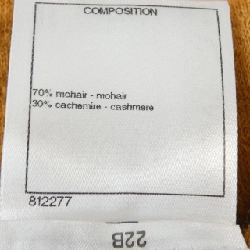 COMPOSITION
70% mohair - mohair
30% cachemire - cashmere
812277
22B